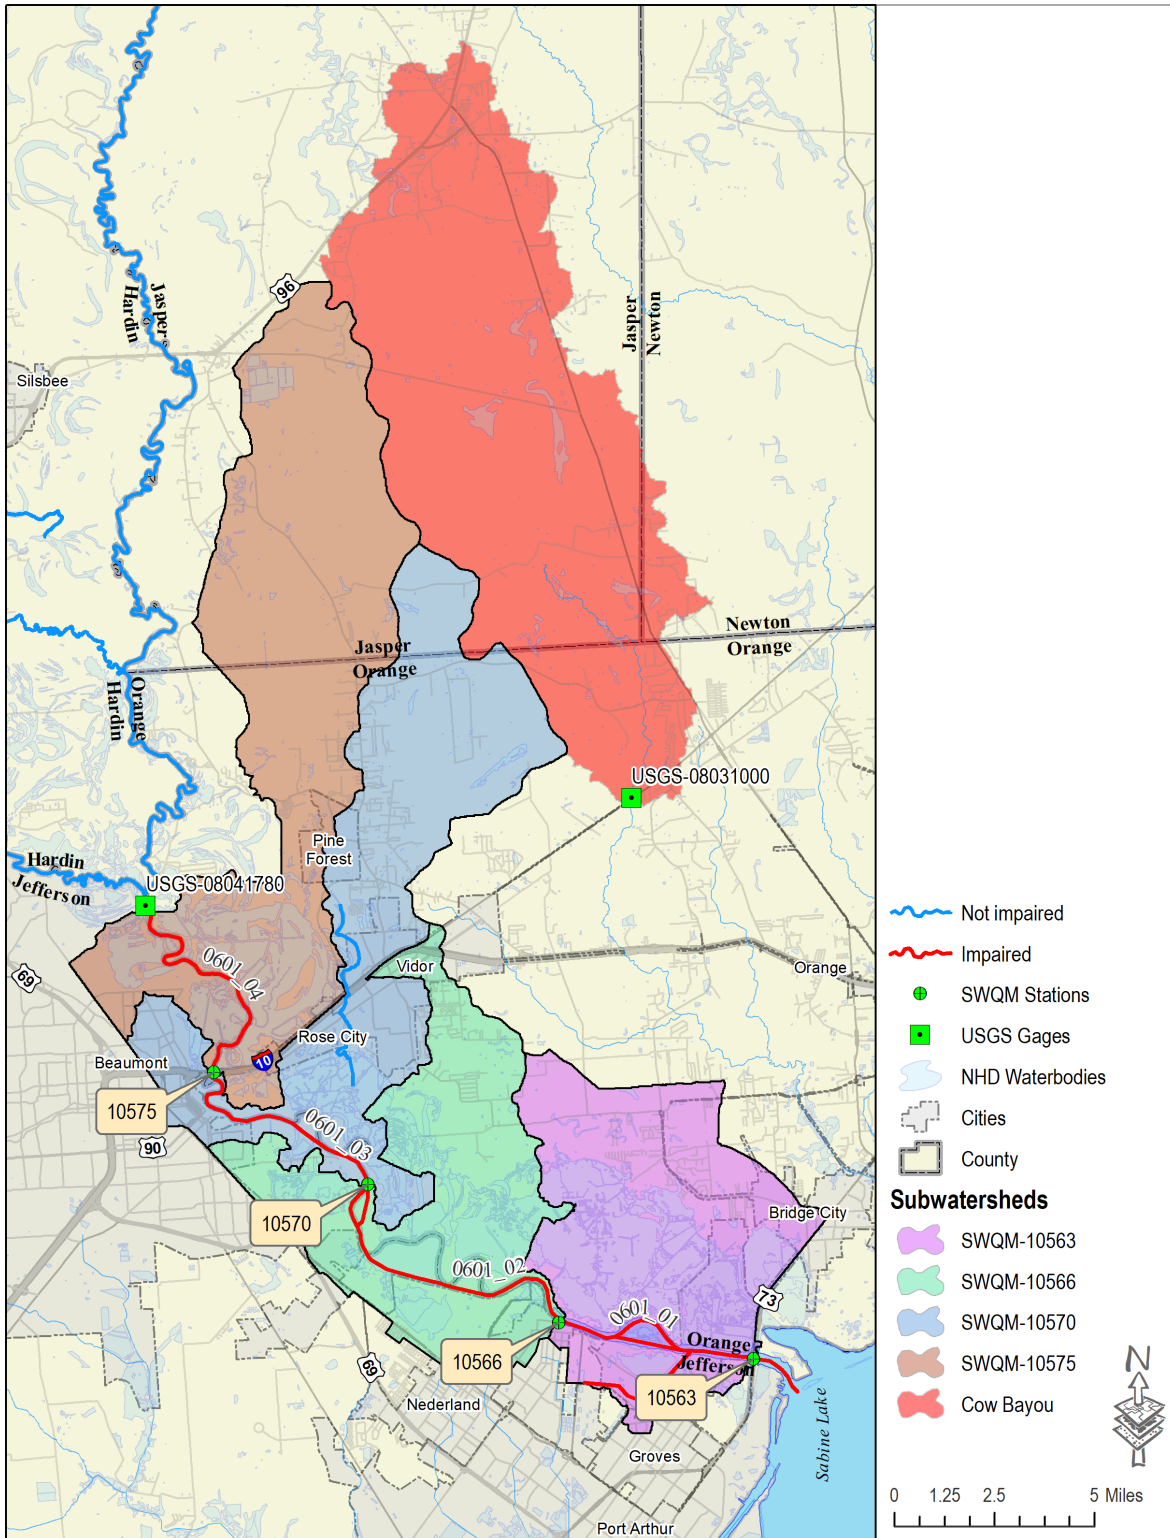 96
Jasper
Hardin
Jasper
Newton
Silsbee
Newton
Orange
Jasper
Orange
Orange
Hardin
USGS-08031000
Pine
Forest
Hardin
Jefferson
USGS-08041780
0601_04
69
Vidor
Orange
Rose City
Beaumont
10
10575
90
0601_03
10570
Bridge City
0601_02
73
0601_01
Orange
Jefferson
10566
69
10563
Nederland
Sabine Lake
Groves
Port Arthur
Not impaired
Impaired
SWQM Stations
USGS Gages
NHD Waterbodies
Cities
County
Subwatersheds
SWQM-10563
SWQM-10566
SWQM-10570
SWQM-10575
Cow Bayou
N
0 1.25 2.5 5 Miles